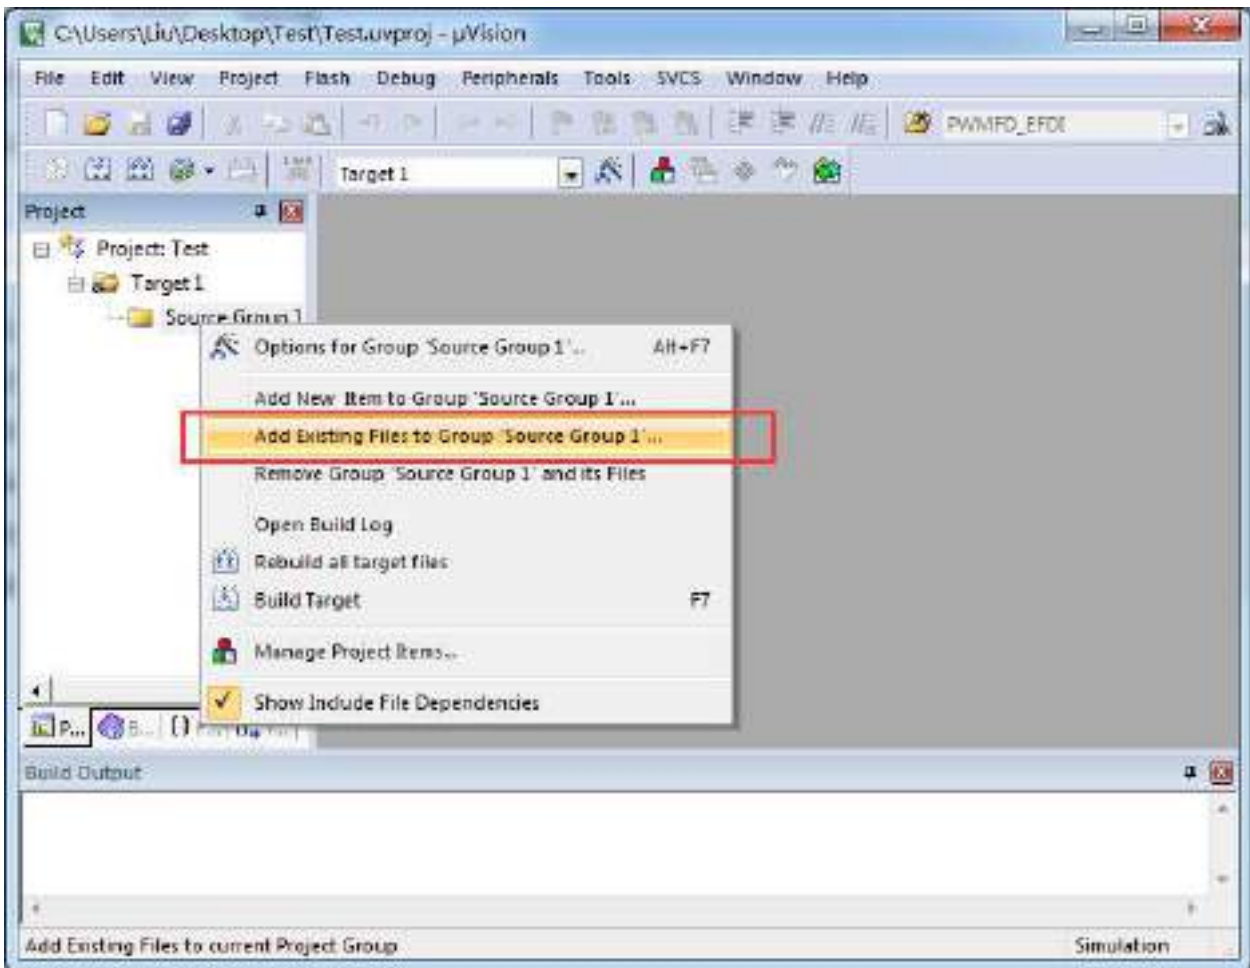 C:\Users\Liu\Desktop\Test\Test.uvproj - µVision
File Edit View Project Flash Debug Peripherals Tools SVCS Window Help
PWMFD_EFDI
Target 1
Project
Project: Test
Target 1
Source Group 1
Options for Group 'Source Group 1'... Alt+F7
Add New Item to Group 'Source Group 1'...
Add Existing Files to Group 'Source Group 1'...
Remove Group 'Source Group 1' and its Files
Open Build Log
Rebuild all target files
Build Target F7
Manage Project Items...
Show Include File Dependencies
P... B... {}
Build Output
Add Existing Files to current Project Group Simulation